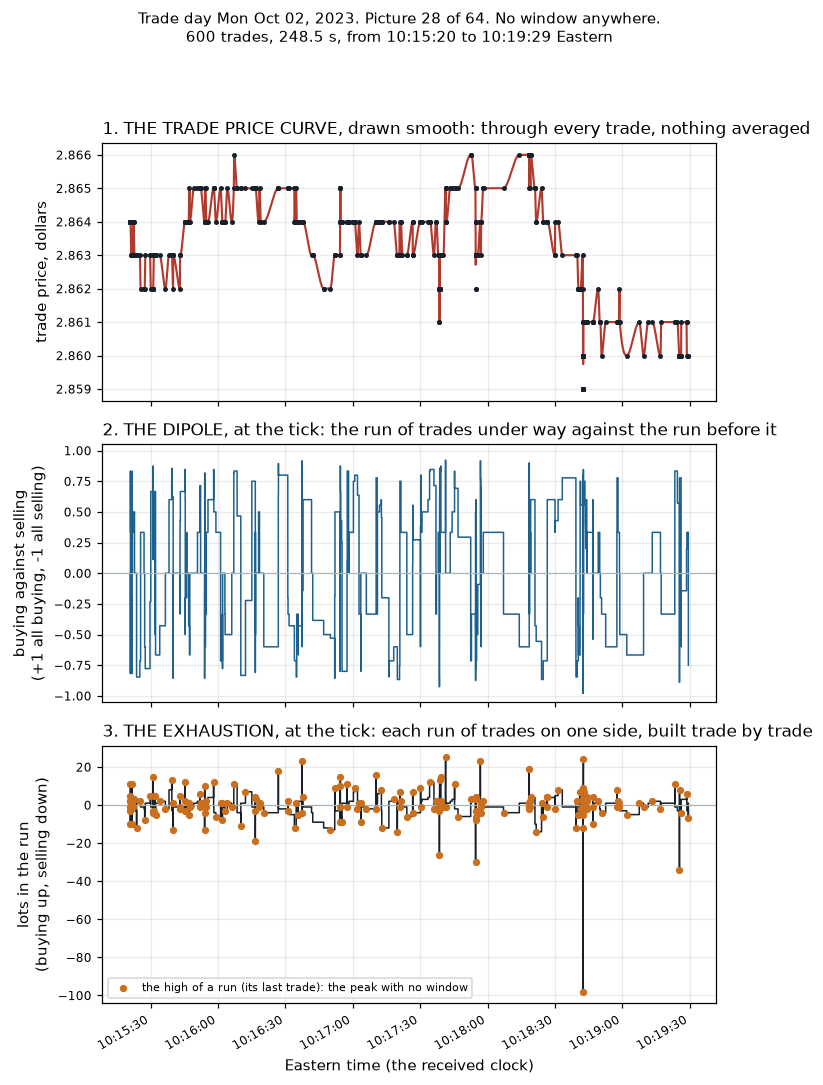 Trade day Mon Oct 02, 2023. Picture 28 of 64. No window anywhere.
600 trades, 248.5 s, from 10:15:20 to 10:19:29 Eastern
1. THE TRADE PRICE CURVE, drawn smooth: through every trade, nothing averaged
trade price, dollars
2.866
2.865
2.864
2.863
2.862
2.861
2.860
2.859
2. THE DIPOLE, at the tick: the run of trades under way against the run before it
buying against selling
(+1 all buying, -1 all selling)
1.00
0.75
0.50
0.25
0.00
−0.25
−0.50
−0.75
−1.00
3. THE EXHAUSTION, at the tick: each run of trades on one side, built trade by trade
lots in the run
(buying up, selling down)
20
0
−20
−40
−60
−80
−100
the high of a run (its last trade): the peak with no window
10:15:30
10:16:00
10:16:30
10:17:00
10:17:30
10:18:00
10:18:30
10:19:00
10:19:30
Eastern time (the received clock)